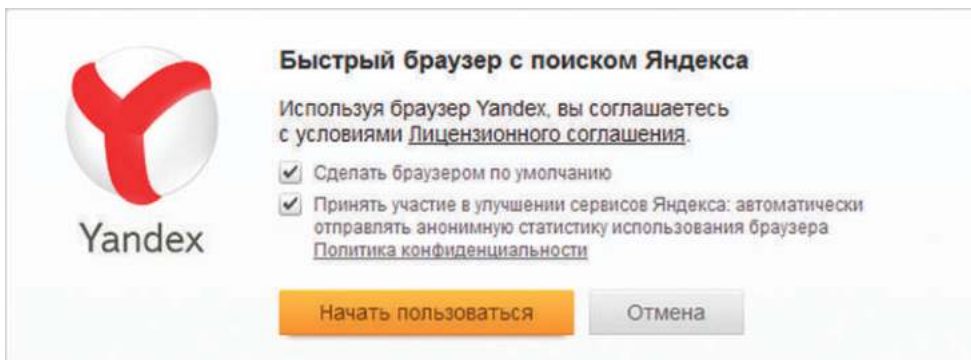 Быстрый браузер с поиском Яндекса
Используя браузер Yandex, вы соглашаетесь
с условиями Лицензионного соглашения.
Сделать браузером по умолчанию
Принять участие в улучшении сервисов Яндекса: автоматически
отправлять анонимную статистику использования браузера
Политика конфиденциальности
Yandex
Начать пользоваться
Отмена